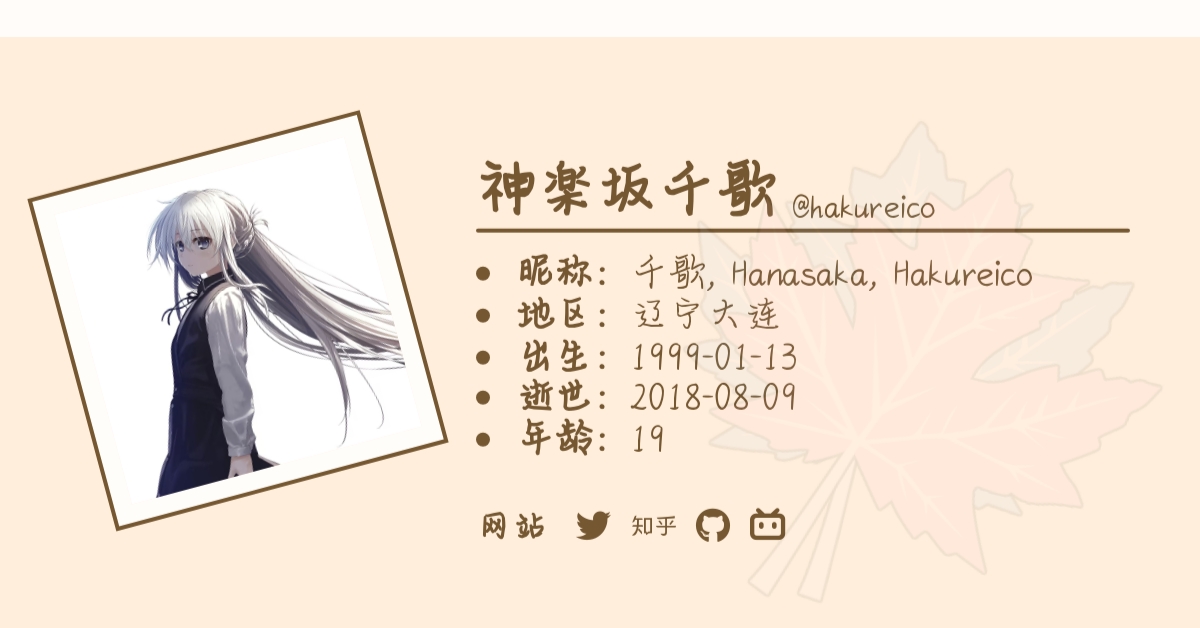 神楽坂千歌 @hakureico
昵称: 千歌, Hanasaka, Hakureico
地区: 辽宁大连
出生: 1999-01-13
逝世: 2018-08-09
年龄: 19
网站 知乎